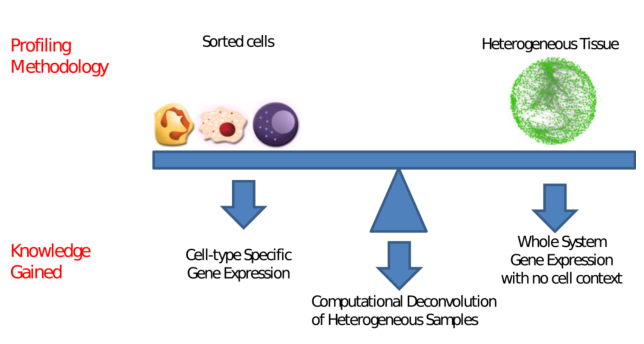 Profiling
Methodology
Sorted cells
Heterogeneous Tissue
Knowledge
Gained
Cell-type Specific
Gene Expression
Computational Deconvolution
of Heterogeneous Samples
Whole System
Gene Expression
with no cell context